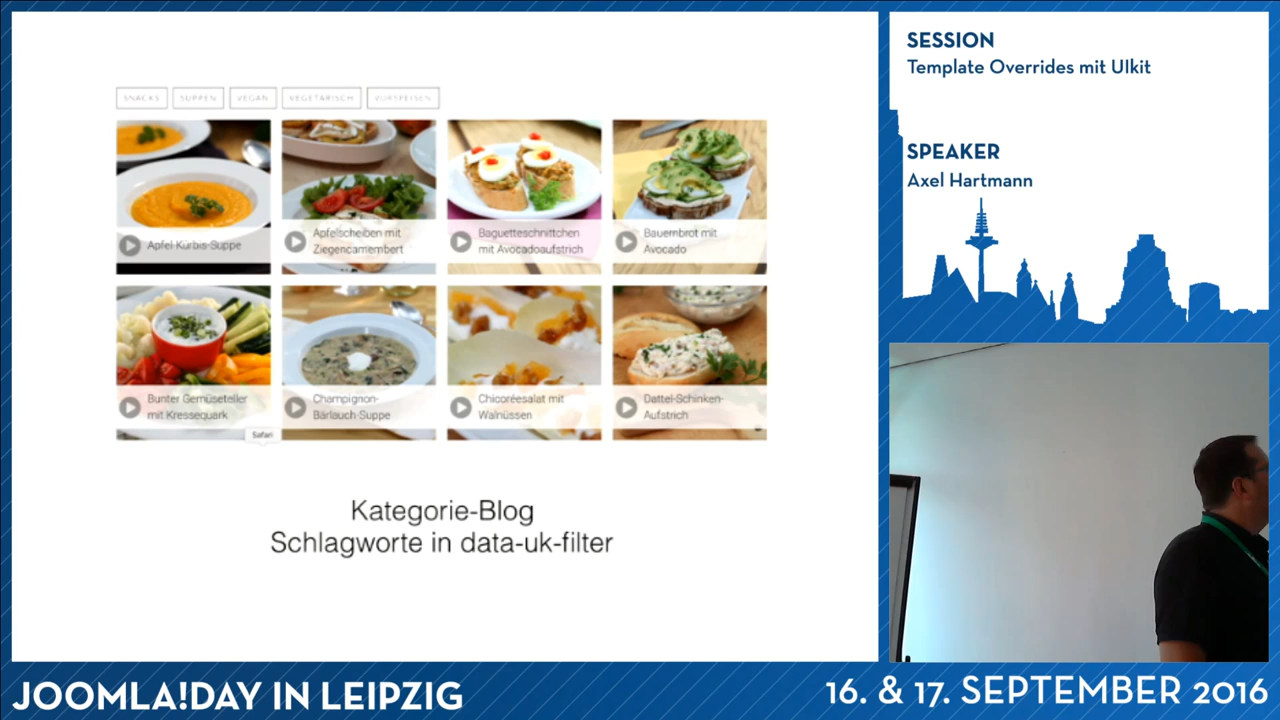 SNACKS
SUPPEN
VEGAN
VEGETARISCH
VORSPEISEN
Apfel-Kürbis-Suppe
Apfelscheiben mit
Ziegencamembert
Baguetteschnittchen
mit Avocadoaufstrich
Bauernbrot mit
Avocado
Bunter Gemüseteller
mit Kressequark
Champignon-
Bärlauch-Suppe
Chicoréesalat mit
Walnüssen
Dattel-Schinken-
Aufstrich
Safari
Kategorie-Blog
Schlagworte in data-uk-filter
SESSION
Template Overrides mit UIkit
SPEAKER
Axel Hartmann
JOOMLA!DAY IN LEIPZIG
16. & 17. SEPTEMBER 2016